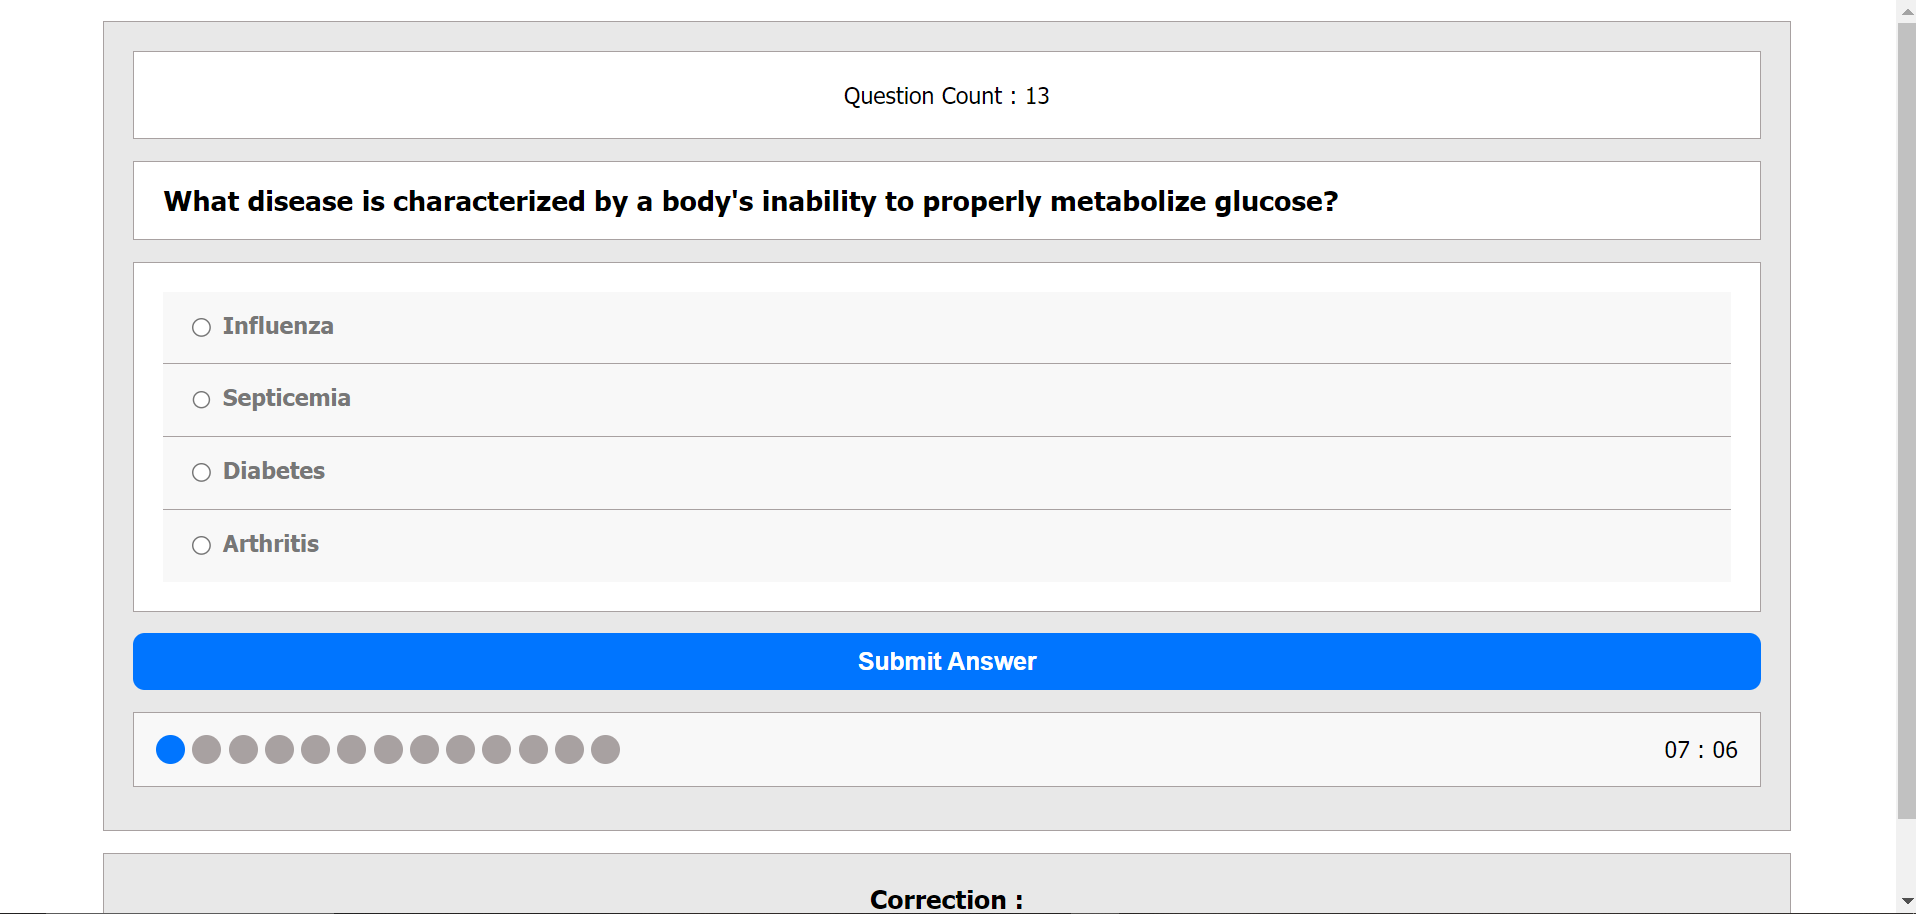 Question Count : 13
What disease is characterized by a body's inability to properly metabolize glucose?
Influenza
Septicemia
Diabetes
Arthritis
Submit Answer
07 : 06
Correction :